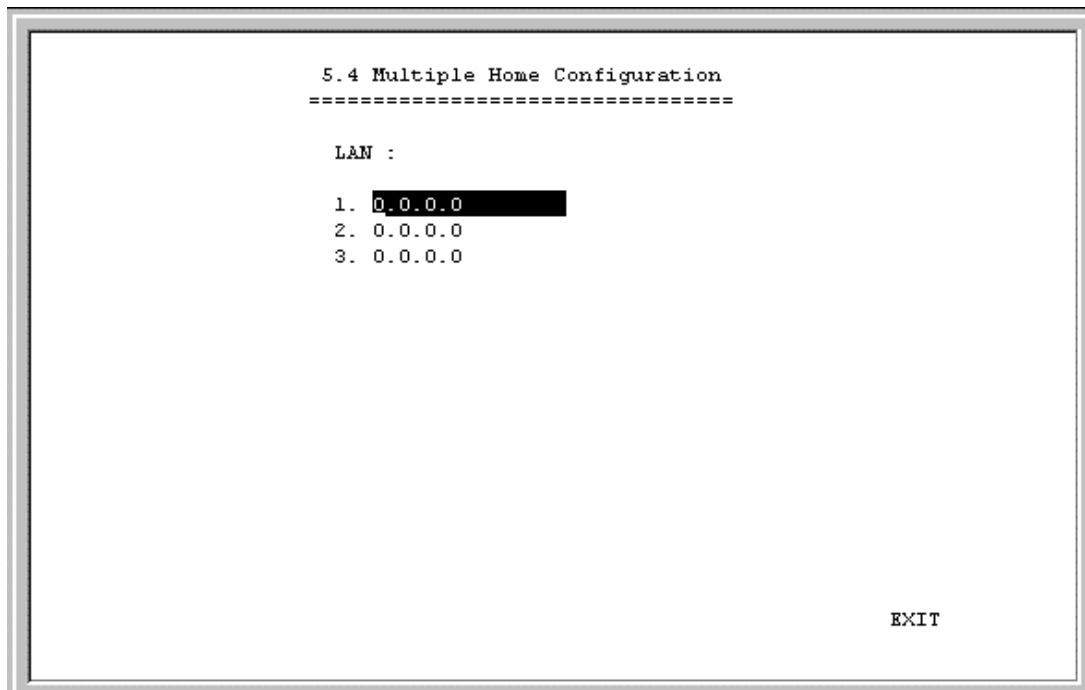 5.4 Multiple Home Configuration
=================================
LAN :
1. 0.0.0.0
2. 0.0.0.0
3. 0.0.0.0
EXIT